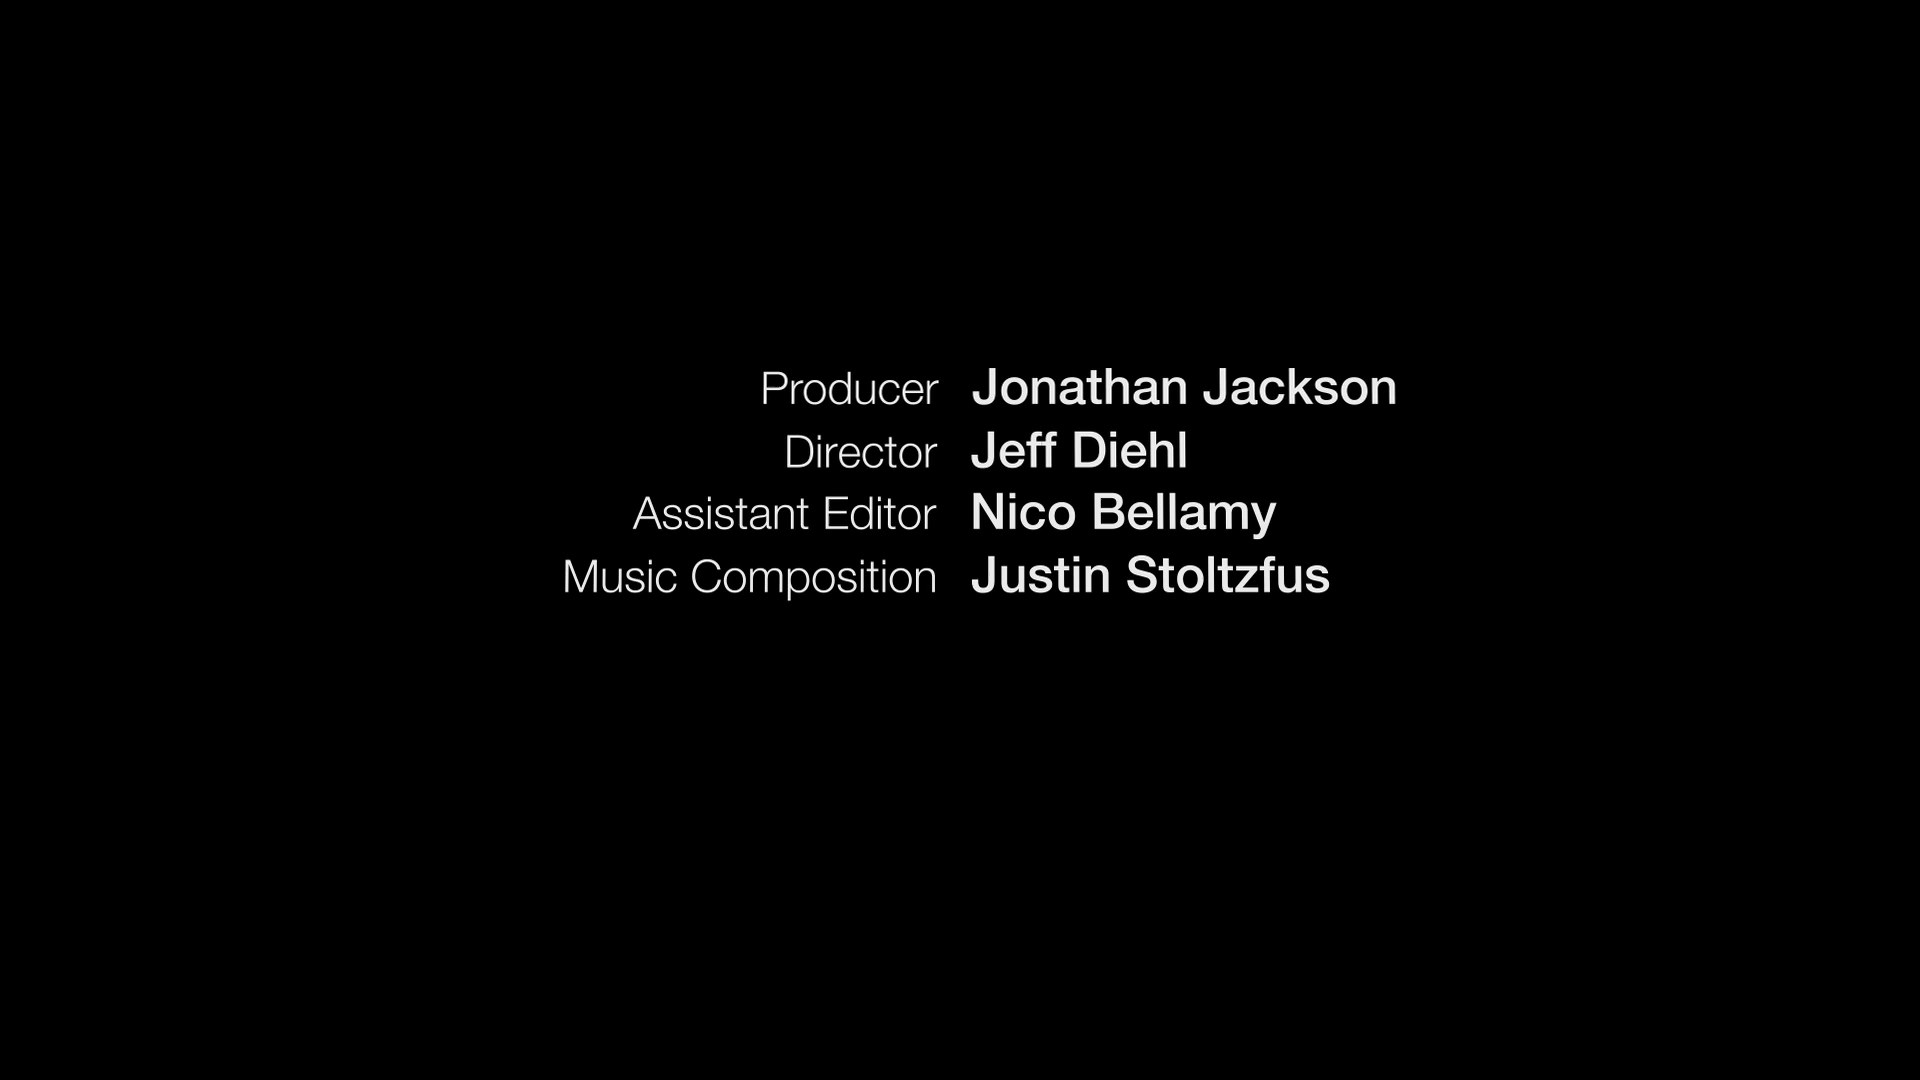 Producer Jonathan Jackson
Director Jeff Diehl
Assistant Editor Nico Bellamy
Music Composition Justin Stoltzfus